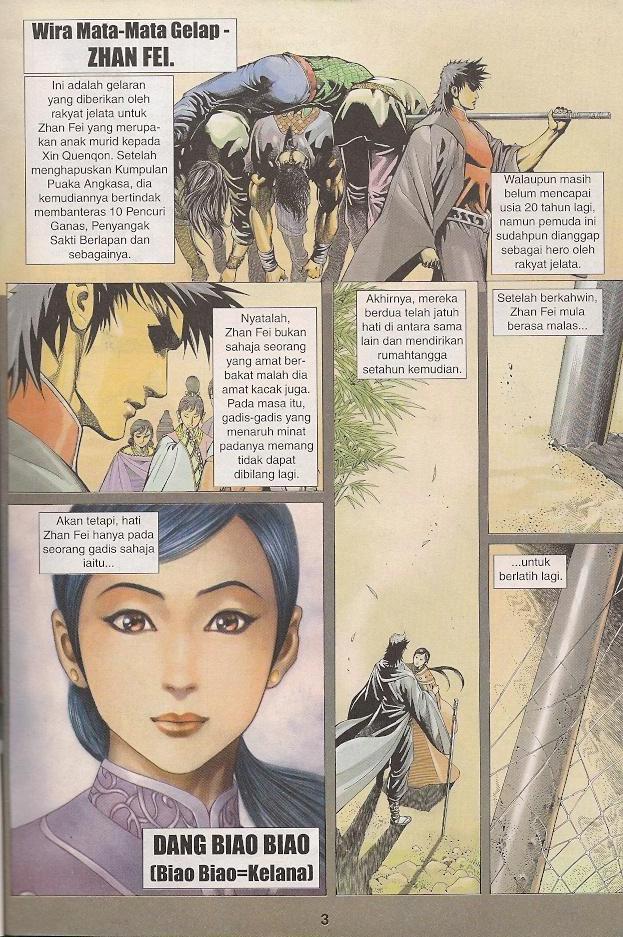 Wira Mata-Mata Gelap -
ZHAN FEI.
Ini adalah gelaran
yang diberikan oleh
rakyat jelata untuk
Zhan Fei yang merupa-
kan anak murid kepada
Xin Quenqon. Setelah
menghapuskan Kumpulan
Puaka Angkasa, dia
kemudiannya bertindak
membanteras 10 Pencuri
Ganas, Penyangak
Sakti Berlapan dan
sebagainya.
Walaupun masih
belum mencapai
usia 20 tahun lagi,
namun pemuda ini
sudahpun dianggap
sebagai hero oleh
rakyat jelata.
Nyatalah,
Zhan Fei bukan
sahaja seorang
yang amat ber-
bakat malah dia
amat kacak juga.
Pada masa itu,
gadis-gadis yang
menaruh minat
padanya memang
tidak dapat
dibilang lagi.
Akan tetapi, hati
Zhan Fei hanya pada
seorang gadis sahaja
iaitu...
DANG BIAO BIAO
(Biao Biao=Kelana)
Akhirnya, mereka
berdua telah jatuh
hati di antara sama
lain dan mendirikan
rumahtangga
setahun kemudian.
Setelah berkahwin,
Zhan Fei mula
berasa malas...
...untuk
berlatih lagi.
3